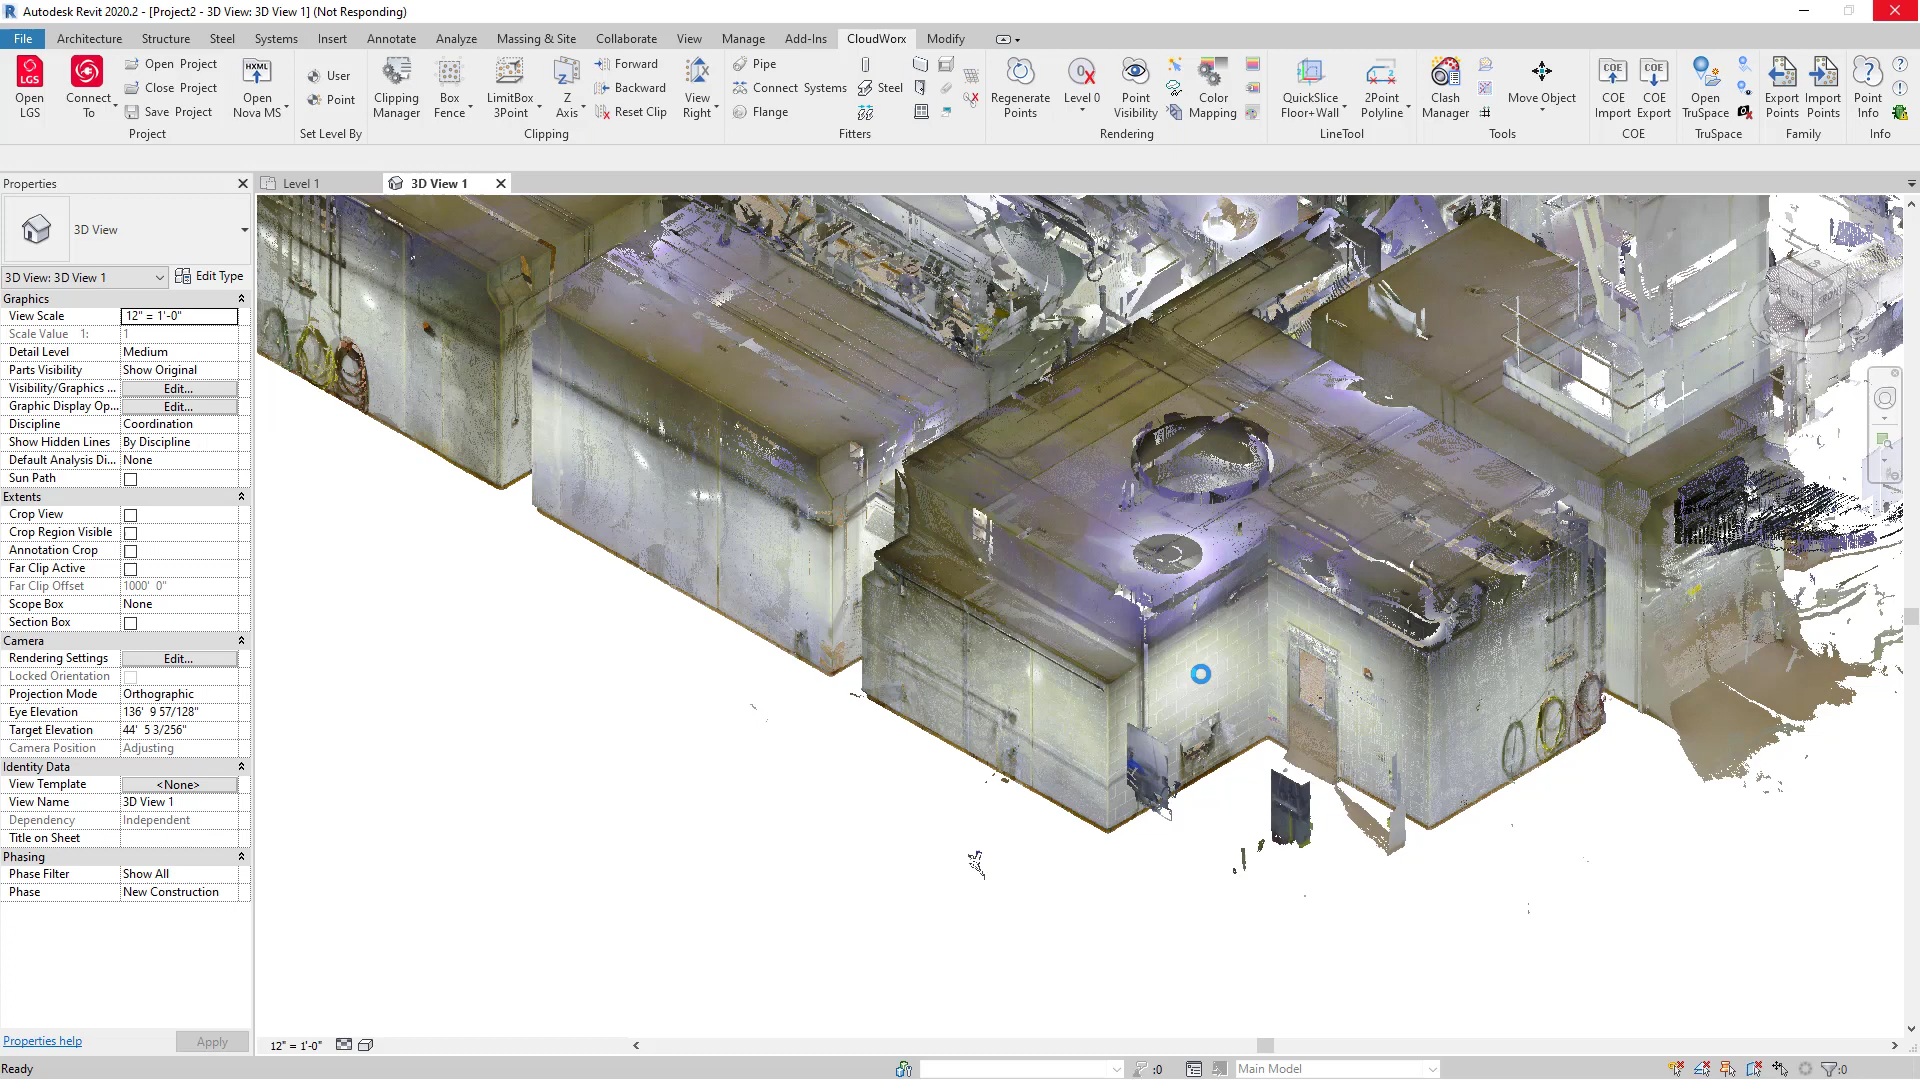 Autodesk Revit 2020.2 - [Project2 - 3D View: 3D View 1] (Not Responding)
File Architecture Structure Steel Systems Insert Annotate Analyze Massing & Site Collaborate View Manage Add-Ins CloudWorx Modify
LGS Open LGS
Connect To
Open Project
Close Project
Save Project
HXML Open Nova MS
Project
User
Point
Set Level By
Clipping Manager
Box Fence
LimitBox 3Point
Z Axis
Forward
Backward
Reset Clip
View Right
Clipping
Pipe
Connect Systems
Flange
Steel
Fitters
Regenerate Points
Level 0
Point Visibility
Color Mapping
Rendering
QuickSlice Floor+Wall
2Point Polyline
LineTool
Clash Manager
Move Object
Tools
COE COE Import
COE COE Export
COE
Open TruSpace
TruSpace
Export Points
Import Points
Family
Point Info
Info
Properties
Level 1
3D View 1
3D View
3D View: 3D View 1 Edit Type
Graphics
View Scale 12" = 1'-0"
Scale Value 1: 1
Detail Level Medium
Parts Visibility Show Original
Visibility/Graphics ... Edit...
Graphic Display Op... Edit...
Discipline Coordination
Show Hidden Lines By Discipline
Default Analysis Di... None
Sun Path
Extents
Crop View
Crop Region Visible
Annotation Crop
Far Clip Active
Far Clip Offset 1000' 0"
Scope Box None
Section Box
Camera
Rendering Settings Edit...
Locked Orientation
Projection Mode Orthographic
Eye Elevation 136' 9 57/128"
Target Elevation 44' 5 3/256"
Camera Position Adjusting
Identity Data
View Template <None>
View Name 3D View 1
Dependency Independent
Title on Sheet
Phasing
Phase Filter Show All
Phase New Construction
Properties help Apply
12" = 1'-0"
Ready
:0
Main Model
:0